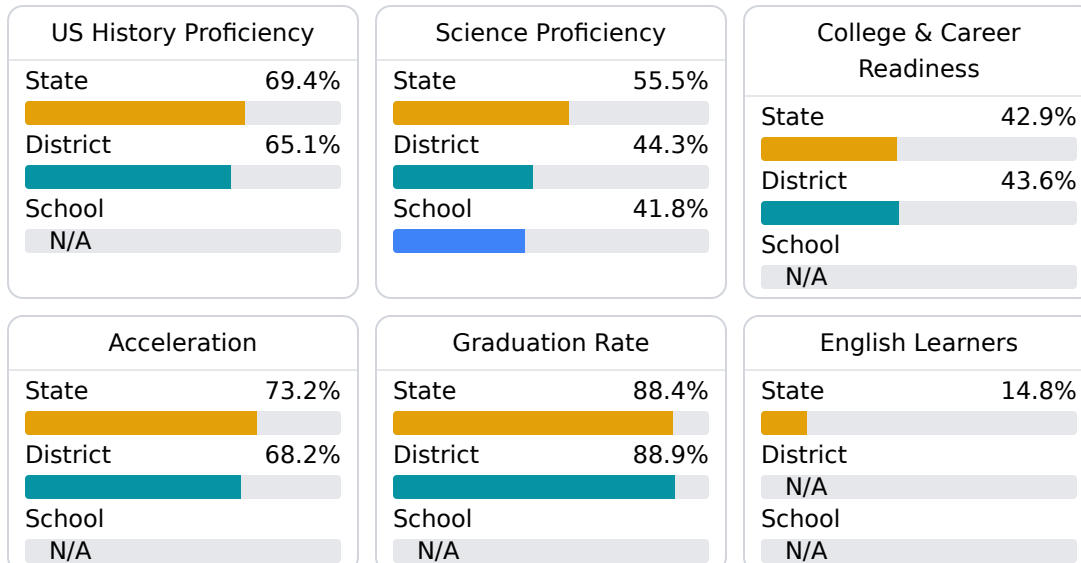 US History Proficiency
State 69.4%
District 65.1%
School
N/A
Science Proficiency
State 55.5%
District 44.3%
School 41.8%
College & Career
Readiness
State 42.9%
District 43.6%
School
N/A
Acceleration
State 73.2%
District 68.2%
School
N/A
Graduation Rate
State 88.4%
District 88.9%
School
N/A
English Learners
State 14.8%
District
N/A
School
N/A